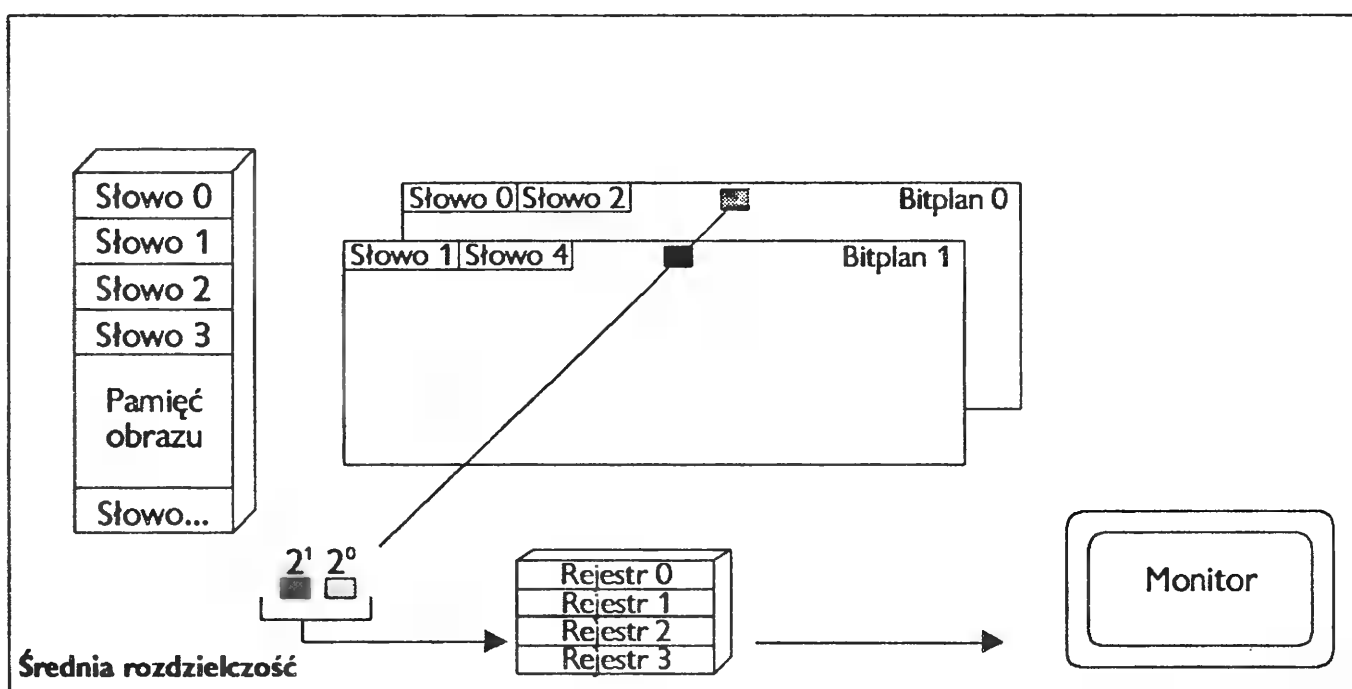 Słowo 0
Słowo 1
Słowo 2
Słowo 3
Pamięć
obrazu
Słowo...
Słowo 0 Słowo 2 Bitplan 0
Słowo 1 Słowo 4 Bitplan 1
2¹ 2⁰
Rejestr 0
Rejestr 1
Rejestr 2
Rejestr 3
Monitor
Średnia rozdzielczość